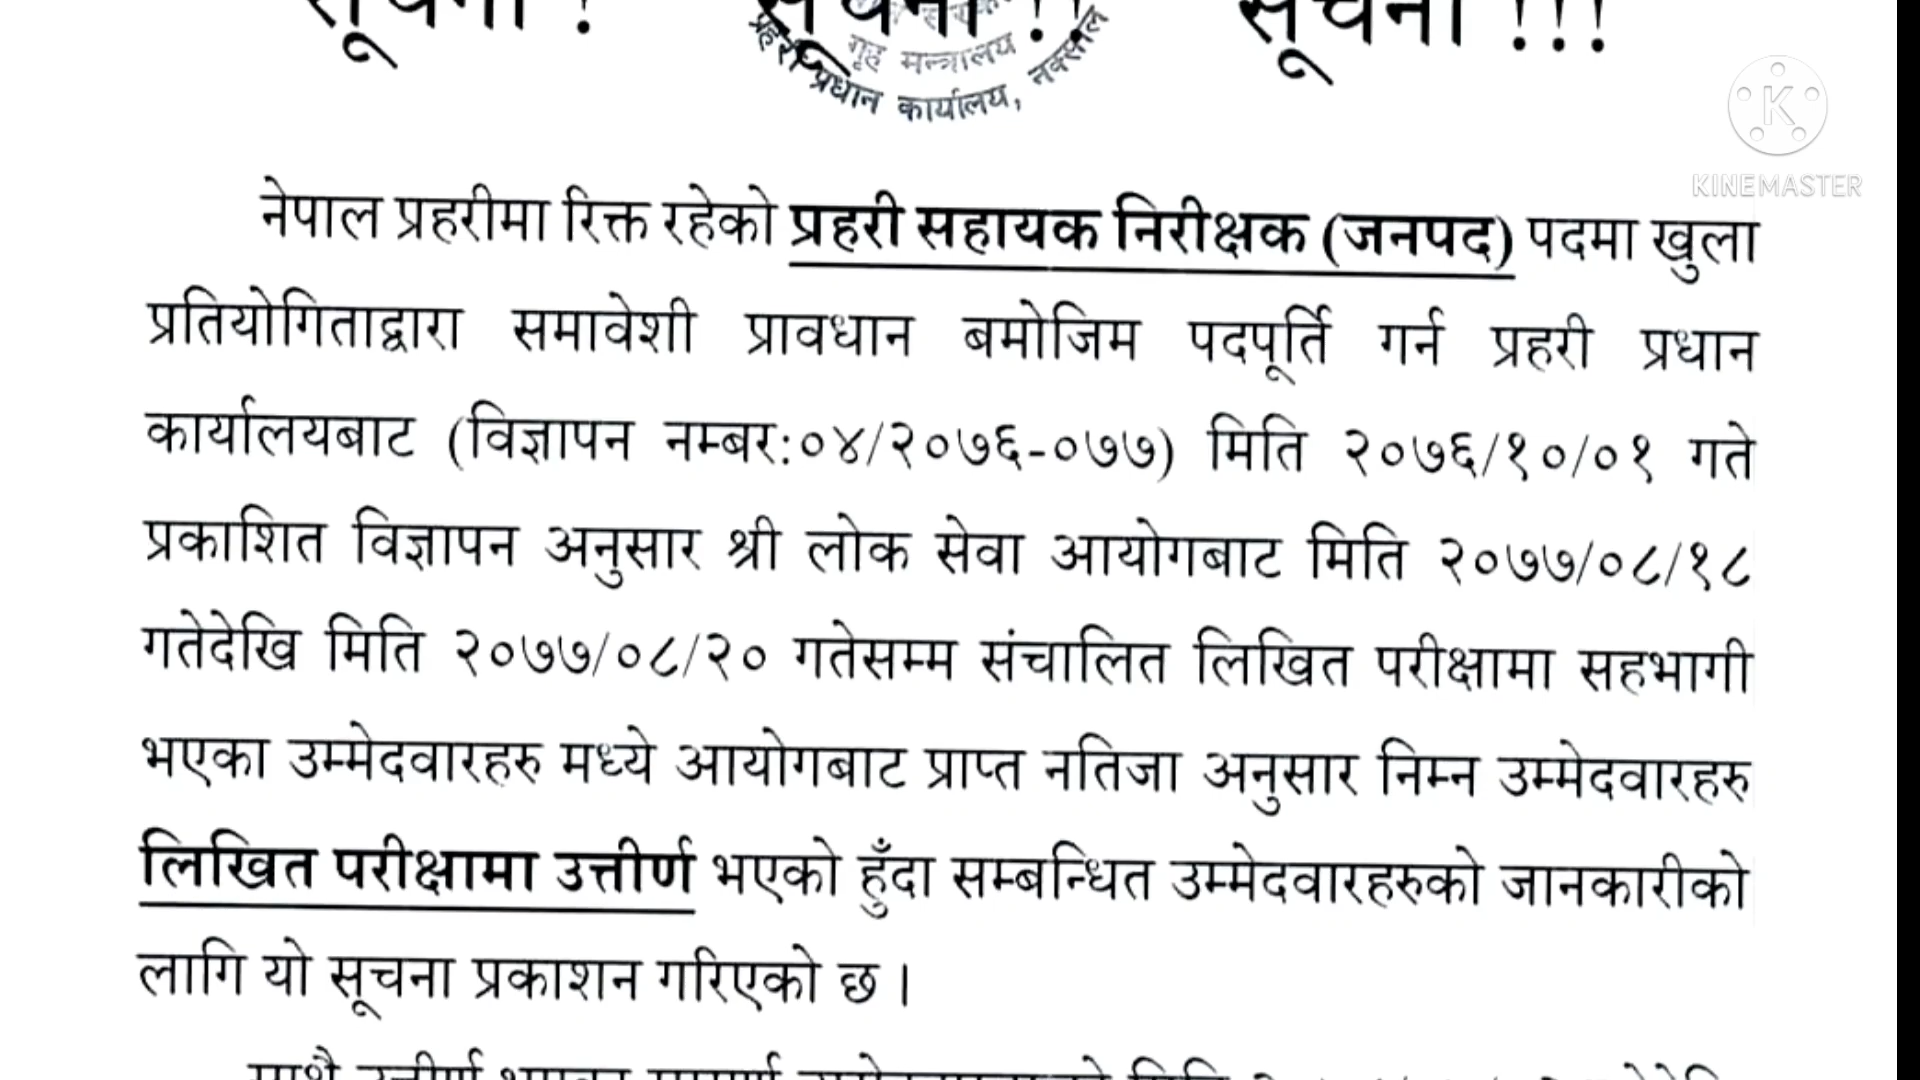 सूचना ! सूचना !! सूचना !!!
गृह मन्त्रालय
प्रहरी प्रधान कार्यालय, नक्साल
K
KINEMASTER
नेपाल प्रहरीमा रिक्त रहेको प्रहरी सहायक निरीक्षक (जनपद) पदमा खुला
प्रतियोगिताद्वारा समावेशी प्रावधान बमोजिम पदपूर्ति गर्न प्रहरी प्रधान
कार्यालयबाट (विज्ञापन नम्बर:०४/२०७६-०७७) मिति २०७६/१०/०१ गते
प्रकाशित विज्ञापन अनुसार श्री लोक सेवा आयोगबाट मिति २०७७/०८/१८
गतेदेखि मिति २०७७/०८/२० गतेसम्म संचालित लिखित परीक्षामा सहभागी
भएका उम्मेदवारहरु मध्ये आयोगबाट प्राप्त नतिजा अनुसार निम्न उम्मेदवारहरु
लिखित परीक्षामा उत्तीर्ण भएको हुँदा सम्बन्धित उम्मेदवारहरुको जानकारीको
लागि यो सूचना प्रकाशन गरिएको छ ।